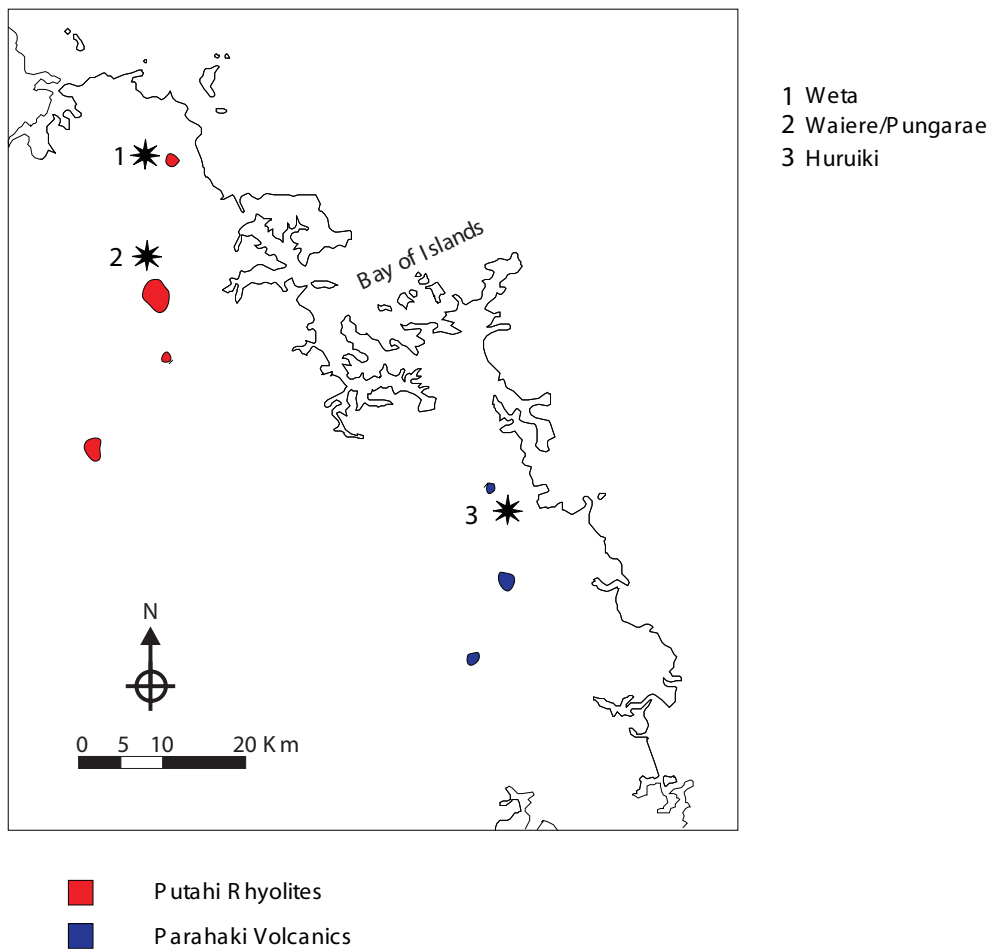 1 Weta
2 Waiere/Pungarae
3 Huruiki
1
2
Bay of Islands
3
N
0 5 10 20 Km
Putahi Rhyolites
Parahaki Volcanics